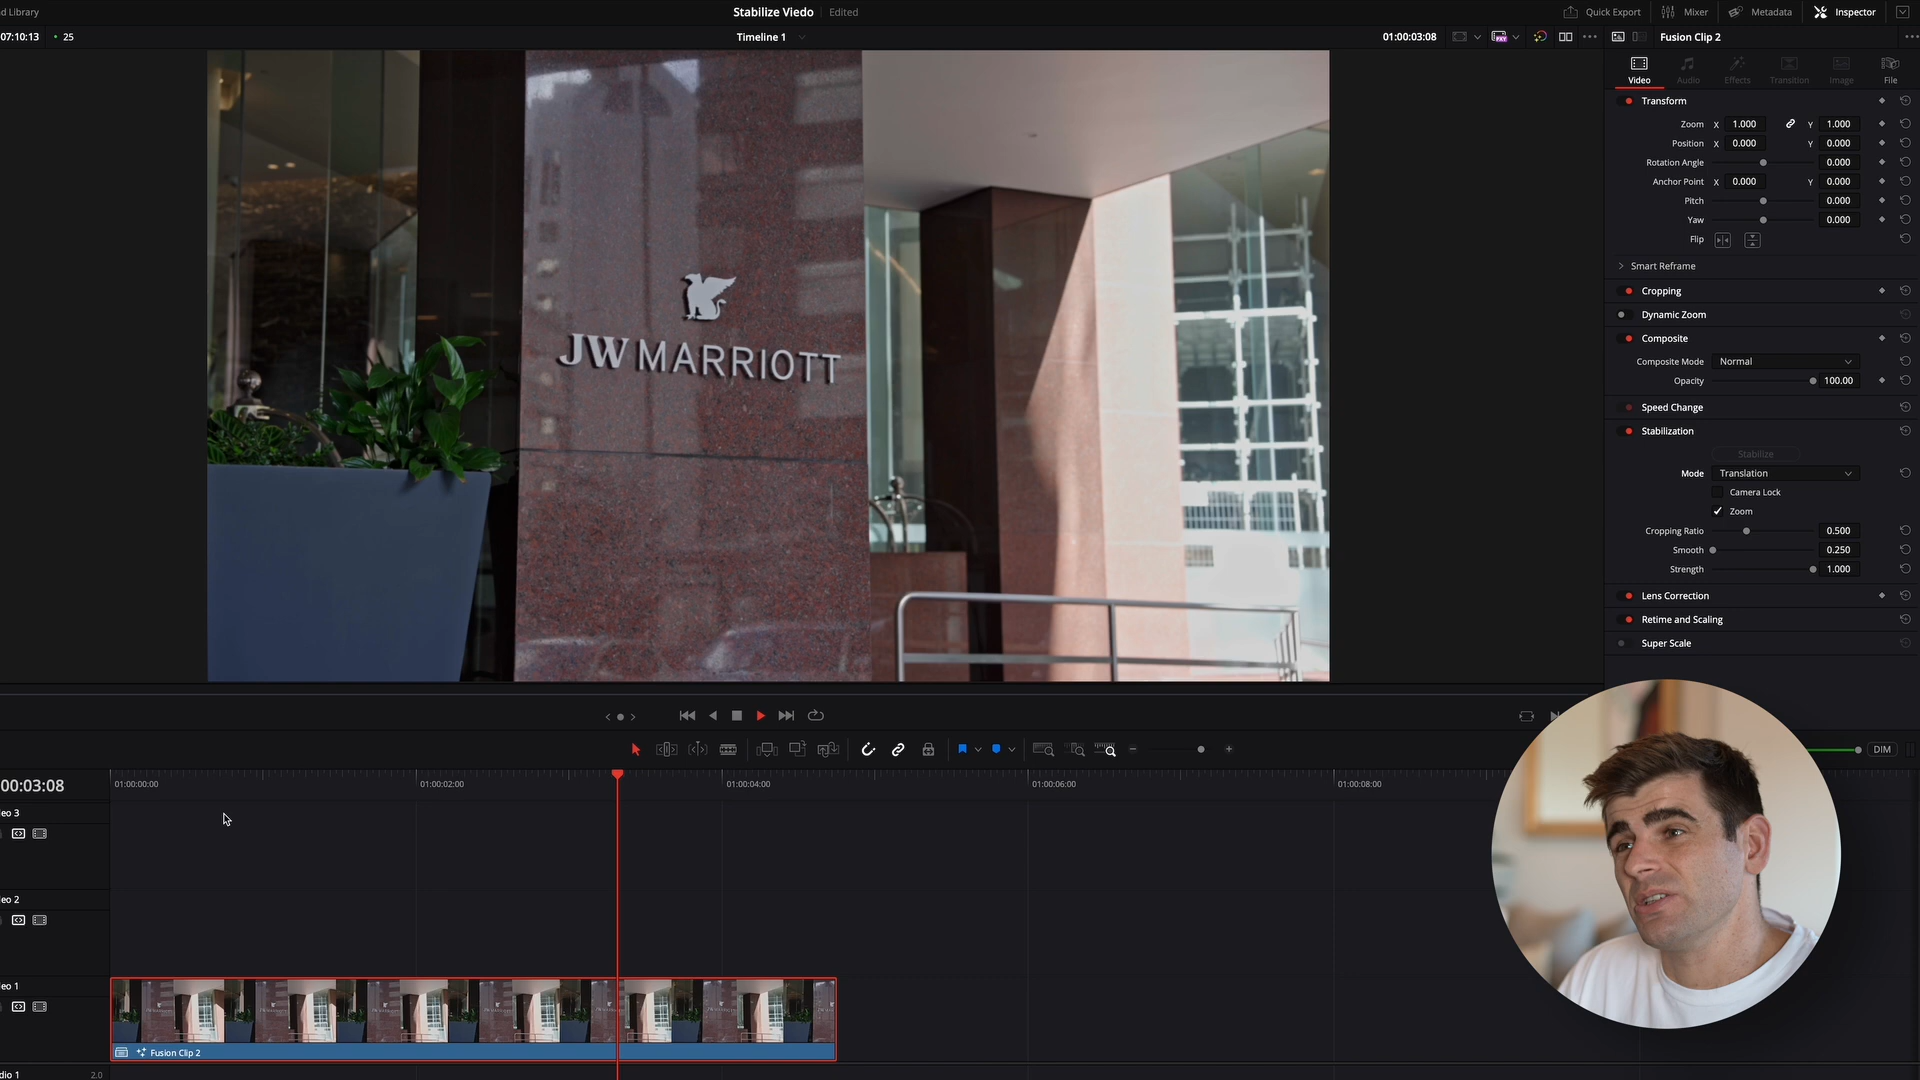 d Library
Stabilize Viedo
Edited
Quick Export
Mixer
Metadata
Inspector
07:10:13
25
Timeline 1
01:00:03:08
Fusion Clip 2
Video
Audio
Effects
Transition
Image
File
Transform
Zoom X 1.000 Y 1.000
Position X 0.000 Y 0.000
Rotation Angle 0.000
Anchor Point X 0.000 Y 0.000
Pitch 0.000
Yaw 0.000
Flip
Smart Reframe
Cropping
Dynamic Zoom
Composite
Composite Mode Normal
Opacity 100.00
Speed Change
Stabilization
Stabilize
Mode Translation
Camera Lock
Zoom
Cropping Ratio 0.500
Smooth 0.250
Strength 1.000
Lens Correction
Retime and Scaling
Super Scale
JW MARRIOTT
DIM
00:03:08
01:00:00:00
01:00:02:00
01:00:04:00
01:00:06:00
01:00:08:00
eo 3
eo 2
eo 1
Fusion Clip 2
dio 1
2.0